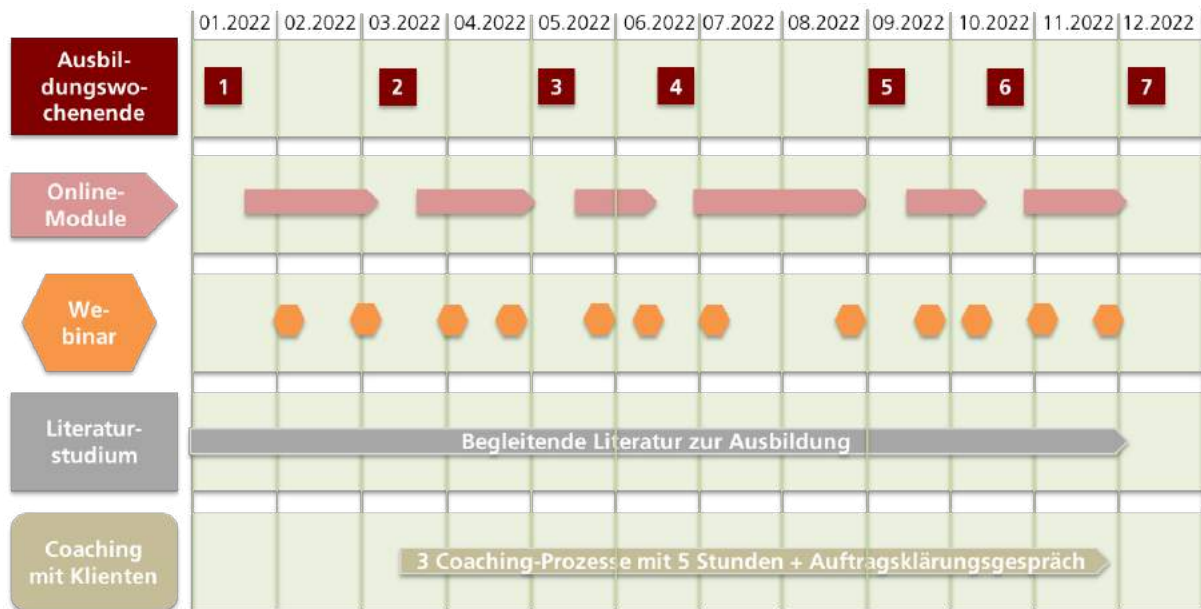 01.2022 02.2022 03.2022 04.2022 05.2022 06.2022 07.2022 08.2022 09.2022 10.2022 11.2022 12.2022
Ausbil-
dungswo-
chenende
1 2 3 4 5 6 7
Online-
Module
We-
binar
Literatur-
studium
Begleitende Literatur zur Ausbildung
Coaching
mit Klienten
3 Coaching-Prozesse mit 5 Stunden + Auftragsklärungsgespräch